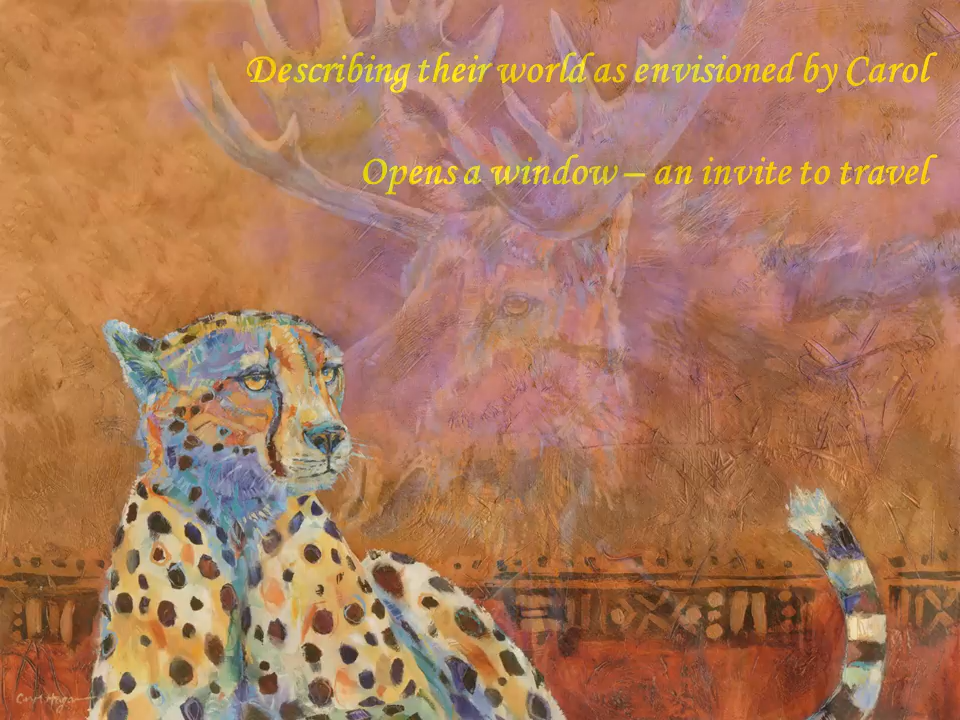 Describing their world as envisioned by Carol
Opens a window – an invite to travel